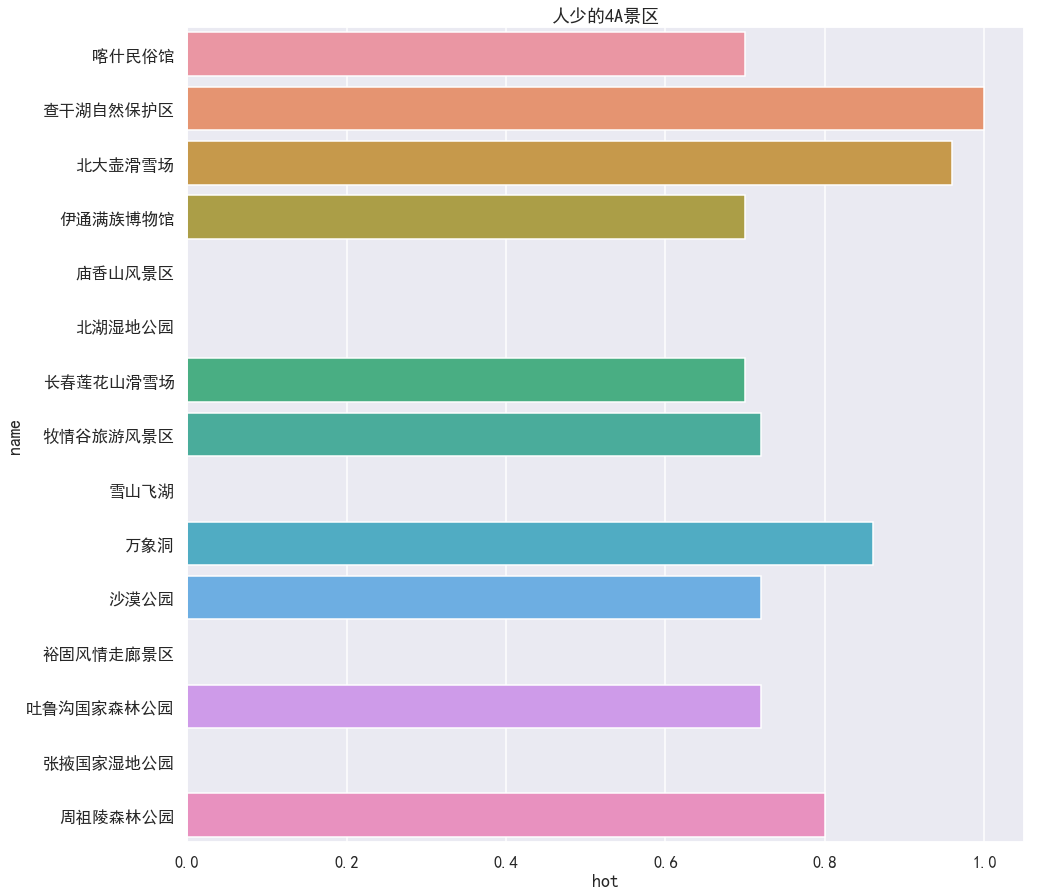 人少的4A景区
喀什民俗馆
查干湖自然保护区
北大壶滑雪场
伊通满族博物馆
庙香山风景区
北湖湿地公园
长春莲花山滑雪场
牧情谷旅游风景区
雪山飞湖
万象洞
沙漠公园
裕固风情走廊景区
吐鲁沟国家森林公园
张掖国家湿地公园
周祖陵森林公园
name
0.0 0.2 0.4 0.6 0.8 1.0
hot